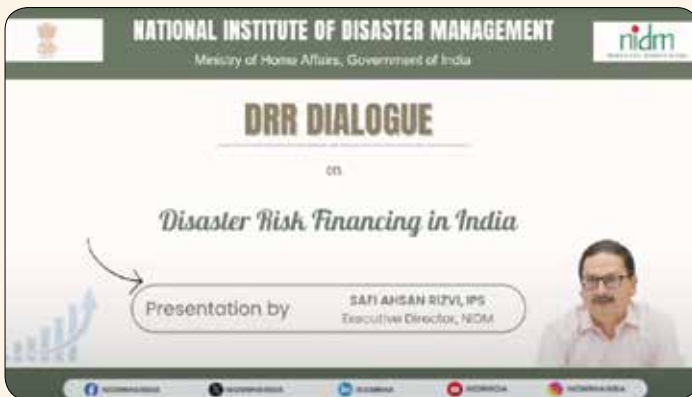 NATIONAL INSTITUTE OF DISASTER MANAGEMENT
Ministry of Home Affairs, Government of India
nidm
DRR DIALOGUE
on
Disaster Risk Financing in India
Presentation by
SAFI AHSAN RIZVI, IPS
Executive Director, NIDM